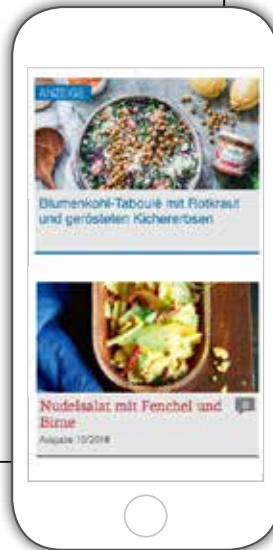 ANZEIGE
Blumenkohl-Taboulé mit Rotkraut
und gerösteten Kichererbsen
Nudelsalat mit Fenchel und
Birne
Ausgabe 10/2018